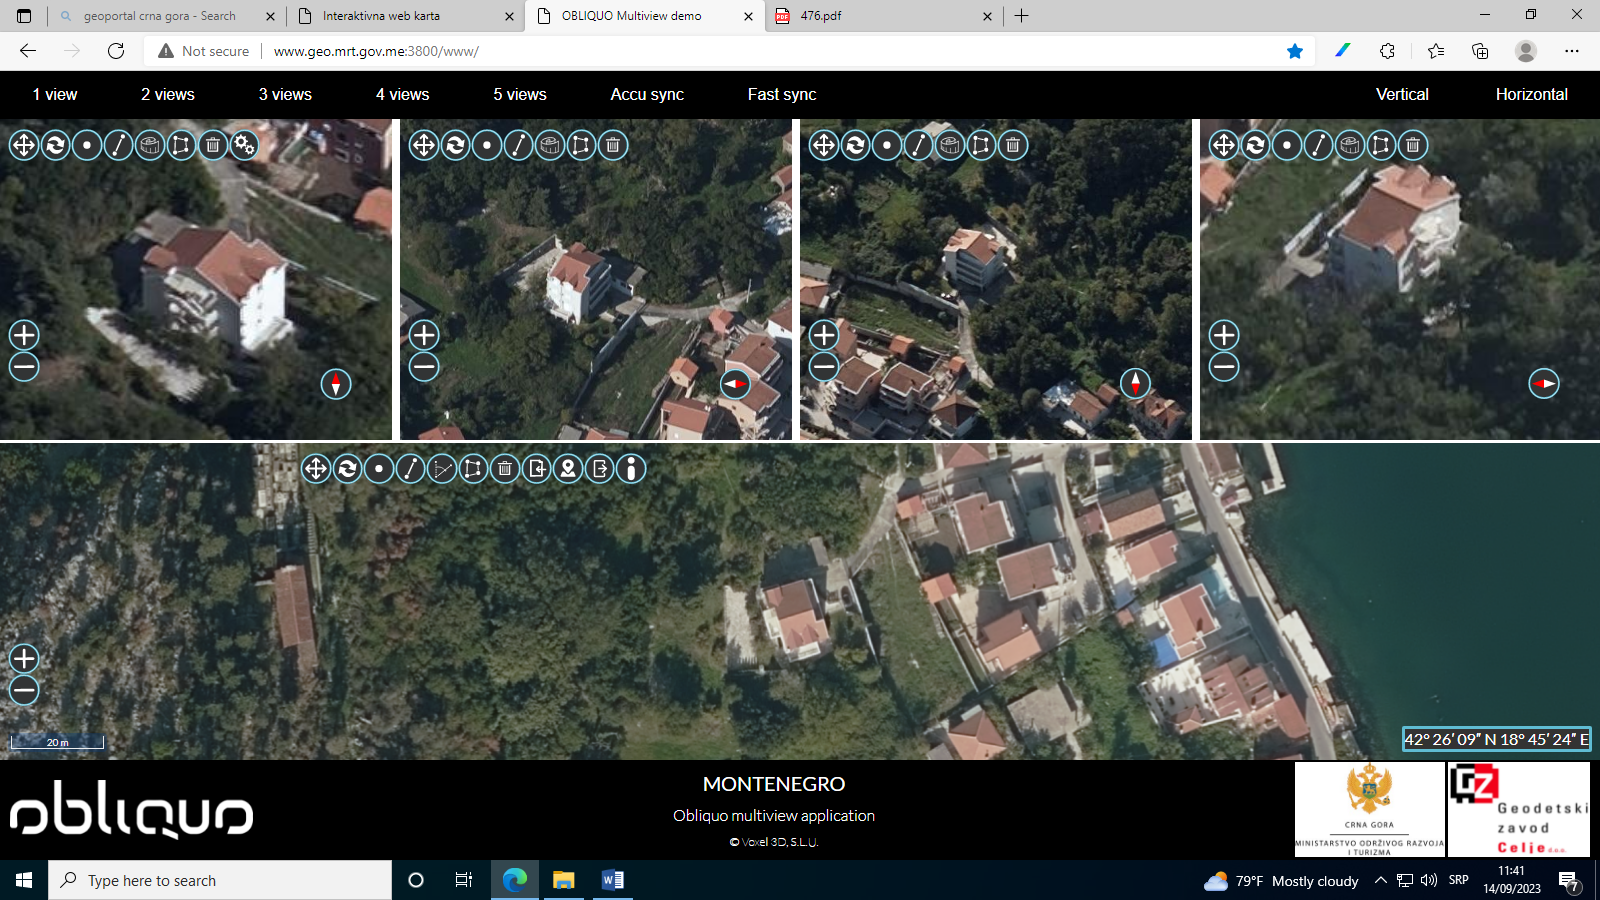 geoportal crna gora - Search
Interaktivna web karta
OBLIQUO Multiview demo
476.pdf
Not secure
www.geo.mrt.gov.me:3800/www/
1 view
2 views
3 views
4 views
5 views
Accu sync
Fast sync
Vertical
Horizontal
20 m
42° 26′ 09″ N 18° 45′ 24″ E
obliquo
MONTENEGRO
Obliquo multiview application
© Voxel 3D, S.L.U.
CRNA GORA
MINISTARSTVO ODRŽIVOG RAZVOJA
I TURIZMA
GZ
Geodetski
zavod
Celje d.o.o.
Type here to search
79°F Mostly cloudy
SRP
11:41
14/09/2023
7